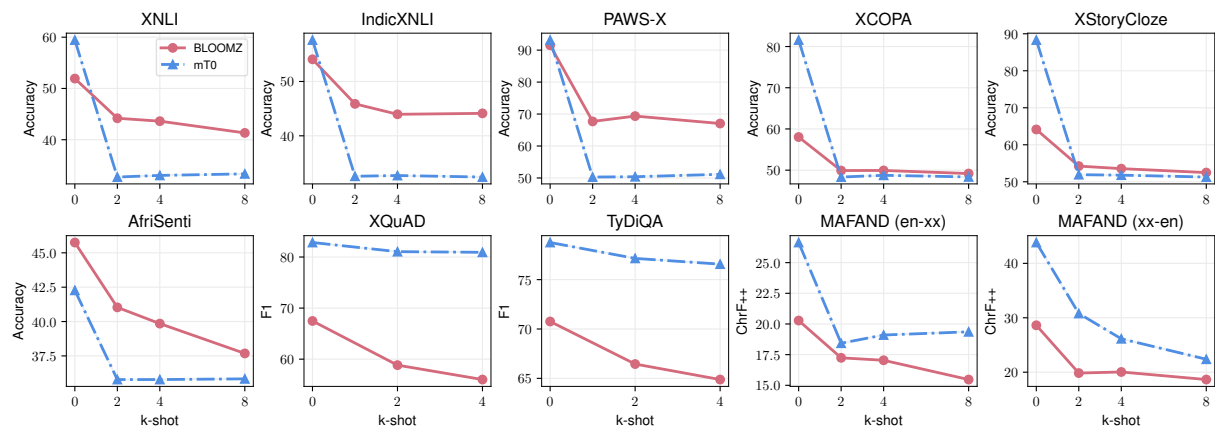 XNLI
IndicXNLI
PAWS-X
XCOPA
XStoryCloze
Accuracy
60
50
40
0 2 4 8
BLOOMZ
mT0
Accuracy
50
40
0 2 4 8
Accuracy
90
80
70
60
50
0 2 4 8
Accuracy
80
70
60
50
0 2 4 8
Accuracy
90
80
70
60
50
0 2 4 8
AfriSenti
XQuAD
TyDiQA
MAFAND (en-xx)
MAFAND (xx-en)
Accuracy
45.0
42.5
40.0
37.5
0 2 4 8
k-shot
F1
80
70
60
0 2 4
k-shot
F1
75
70
65
0 2 4
k-shot
ChrF++
25.0
22.5
20.0
17.5
15.0
0 2 4 8
k-shot
ChrF++
40
30
20
0 2 4 8
k-shot